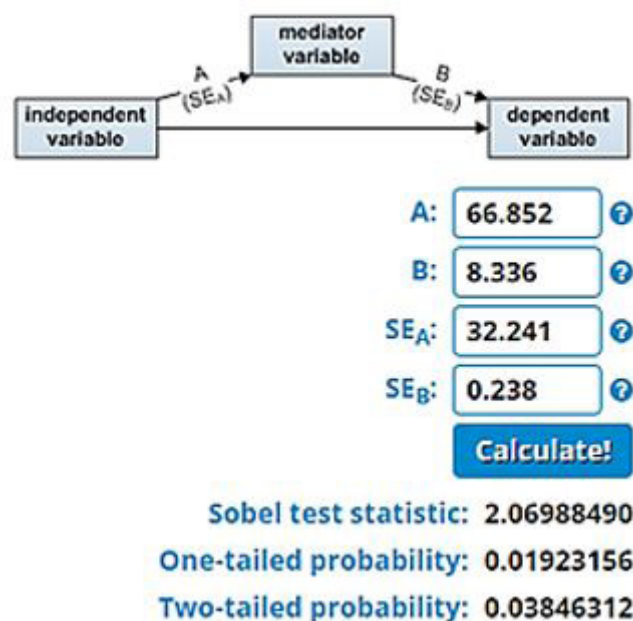 mediator
variable
A
(SEA)
B
(SEB)
independent
variable
dependent
variable
A: 66.852 ?
B: 8.336 ?
SEA: 32.241 ?
SEB: 0.238 ?
Calculate!
Sobel test statistic: 2.06988490
One-tailed probability: 0.01923156
Two-tailed probability: 0.03846312